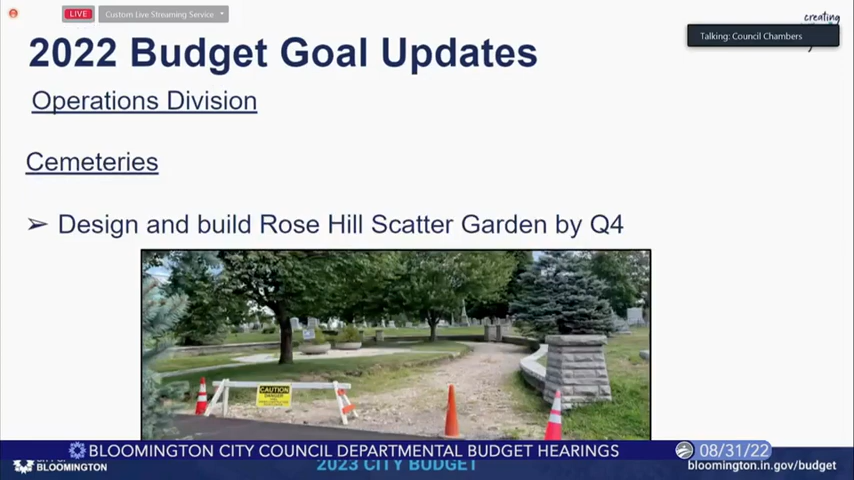 LIVE
Custom Live Streaming Service
creating
Talking: Council Chambers
2022 Budget Goal Updates
Operations Division
Cemeteries
➢ Design and build Rose Hill Scatter Garden by Q4
CAUTION
DANGER
BLOOMINGTON CITY COUNCIL DEPARTMENTAL BUDGET HEARINGS
08/31/22
BLOOMINGTON
2023 CITY BUDGET
bloomington.in.gov/budget